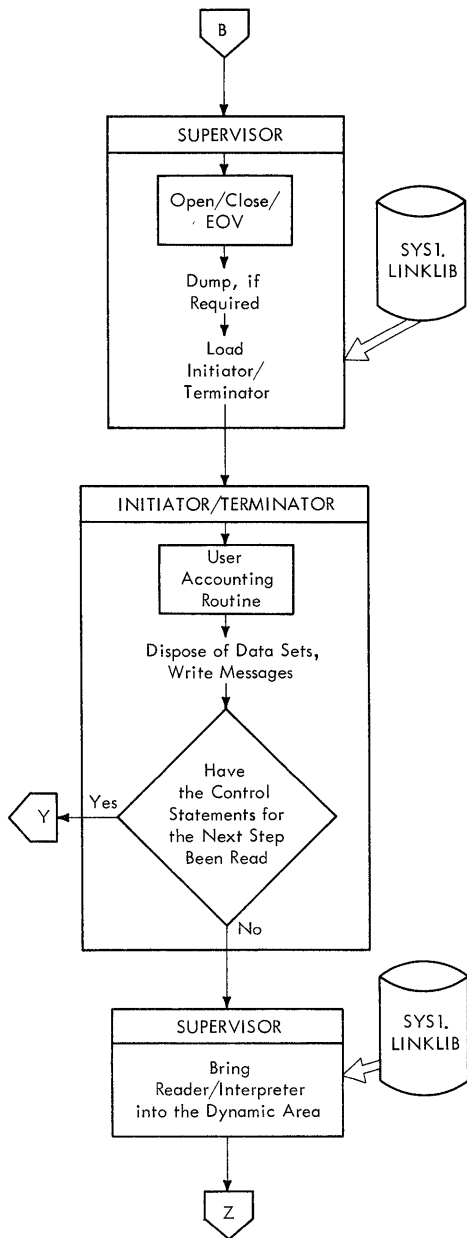 B
SUPERVISOR
Open/Close/
EOV
SYS1.
LINKLIB
Dump, if
Required
Load
Initiator/
Terminator
INITIATOR/TERMINATOR
User
Accounting
Routine
Dispose of Data Sets,
Write Messages
Have
the Control
Statements for
the Next Step
Been Read
Yes
Y
No
SUPERVISOR
SYS1.
LINKLIB
Bring
Reader/Interpreter
into the Dynamic Area
Z